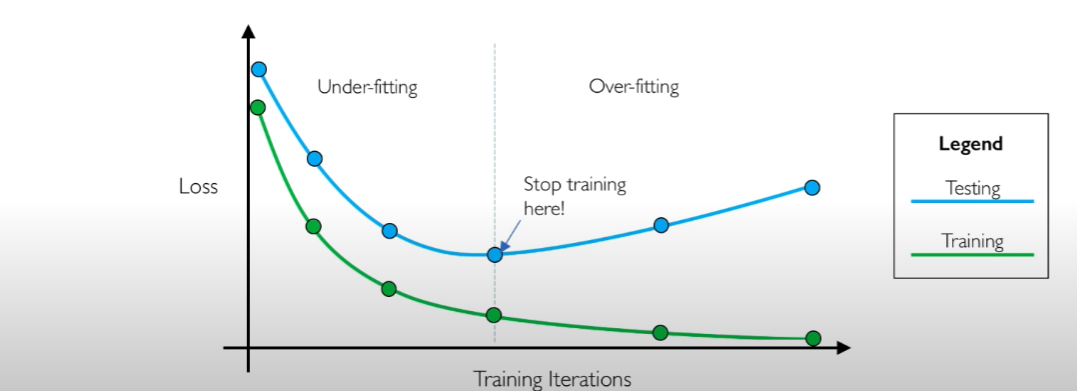 Under-fitting
Over-fitting
Loss
Stop training
here!
Training Iterations
Legend
Testing
Training